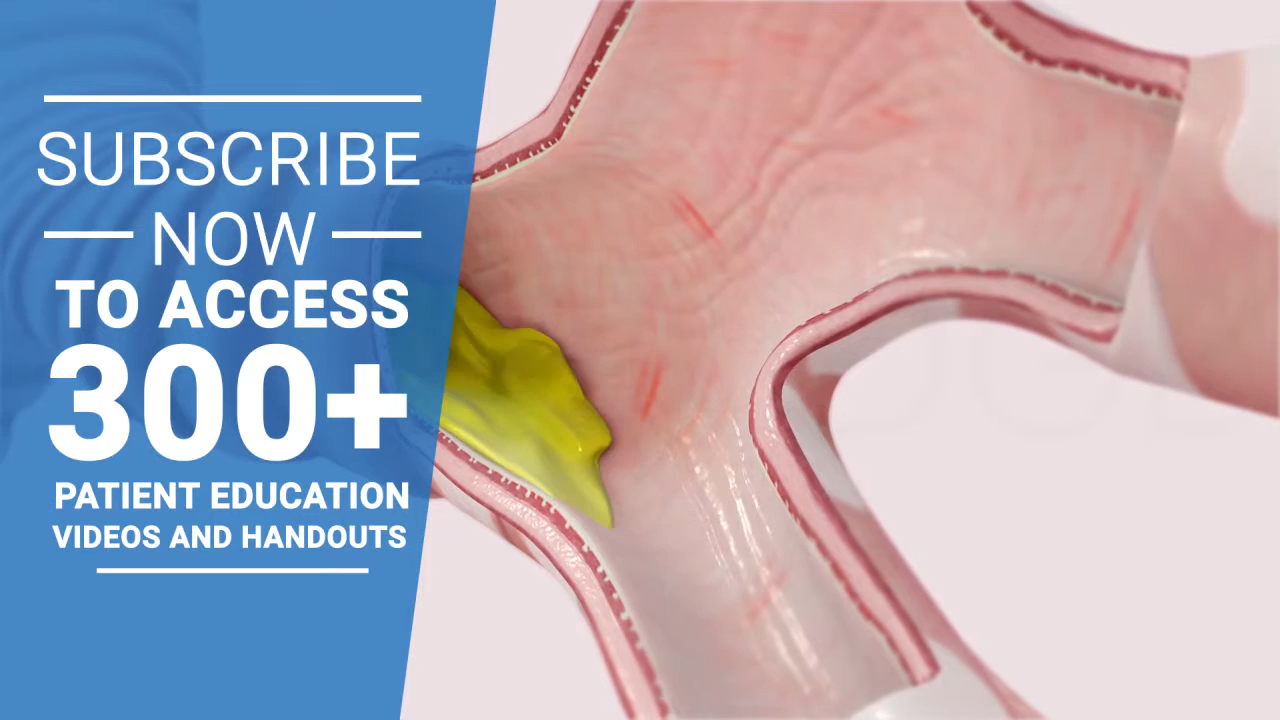 SUBSCRIBE
NOW
TO ACCESS
300+
PATIENT EDUCATION
VIDEOS AND HANDOUTS